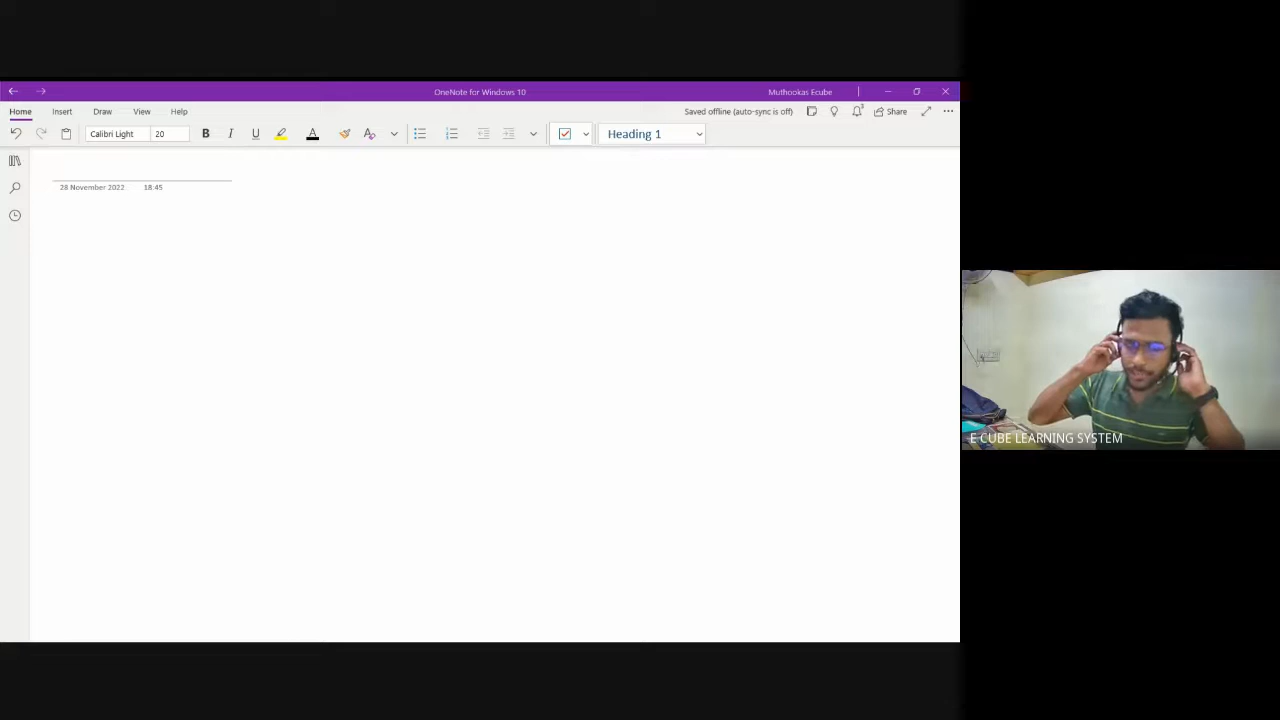 OneNote for Windows 10
Muthookas Ecube
Home Insert Draw View Help
Saved offline (auto-sync is off)
Share
Calibri Light 20 B I U A Heading 1
28 November 2022 18:45
E CUBE LEARNING SYSTEM